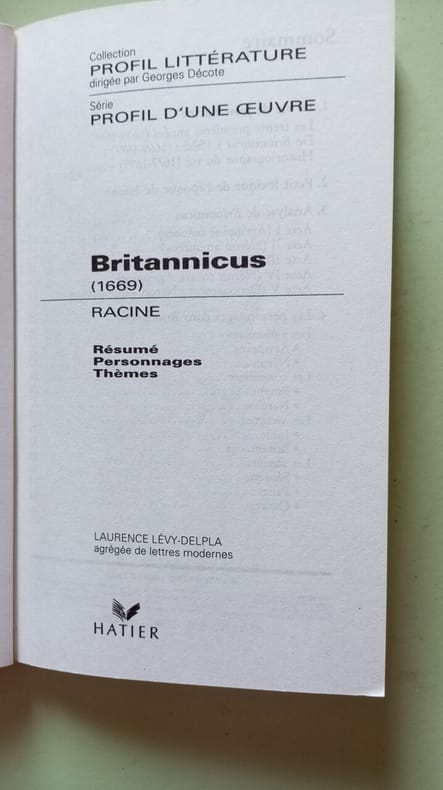 Collection
PROFIL LITTÉRATURE
dirigée par Georges Décote
Série
PROFIL D'UNE ŒUVRE
Britannicus
(1669)
RACINE
Résumé
Personnages
Thèmes
LAURENCE LÉVY-DELPLA
agrégée de lettres modernes
HATIER